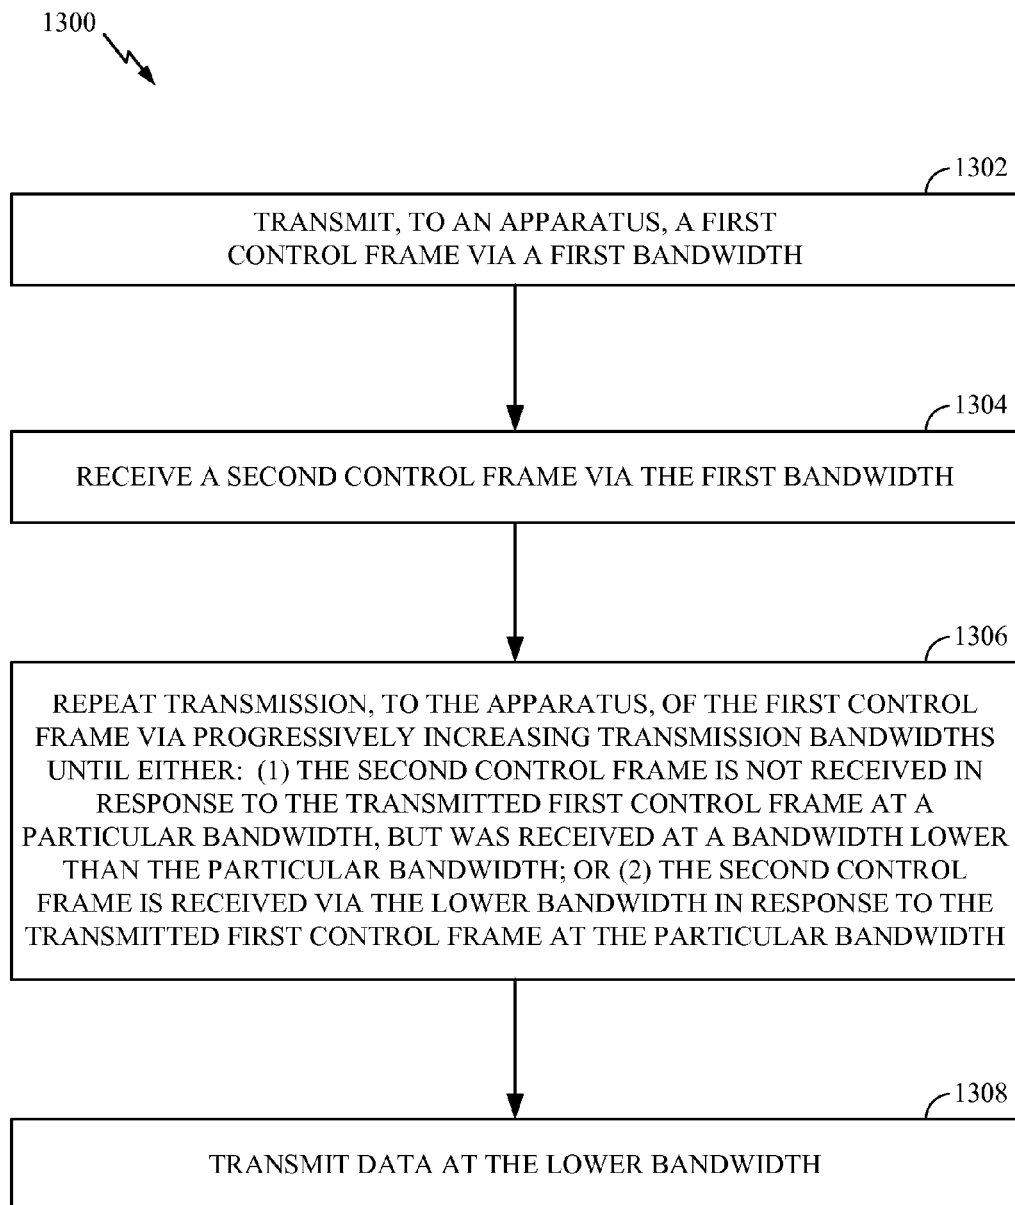 1300
1302
TRANSMIT, TO AN APPARATUS, A FIRST
CONTROL FRAME VIA A FIRST BANDWIDTH
1304
RECEIVE A SECOND CONTROL FRAME VIA THE FIRST BANDWIDTH
1306
REPEAT TRANSMISSION, TO THE APPARATUS, OF THE FIRST CONTROL
FRAME VIA PROGRESSIVELY INCREASING TRANSMISSION BANDWIDTHS
UNTIL EITHER: (1) THE SECOND CONTROL FRAME IS NOT RECEIVED IN
RESPONSE TO THE TRANSMITTED FIRST CONTROL FRAME AT A
PARTICULAR BANDWIDTH, BUT WAS RECEIVED AT A BANDWIDTH LOWER
THAN THE PARTICULAR BANDWIDTH; OR (2) THE SECOND CONTROL
FRAME IS RECEIVED VIA THE LOWER BANDWIDTH IN RESPONSE TO THE
TRANSMITTED FIRST CONTROL FRAME AT THE PARTICULAR BANDWIDTH
1308
TRANSMIT DATA AT THE LOWER BANDWIDTH